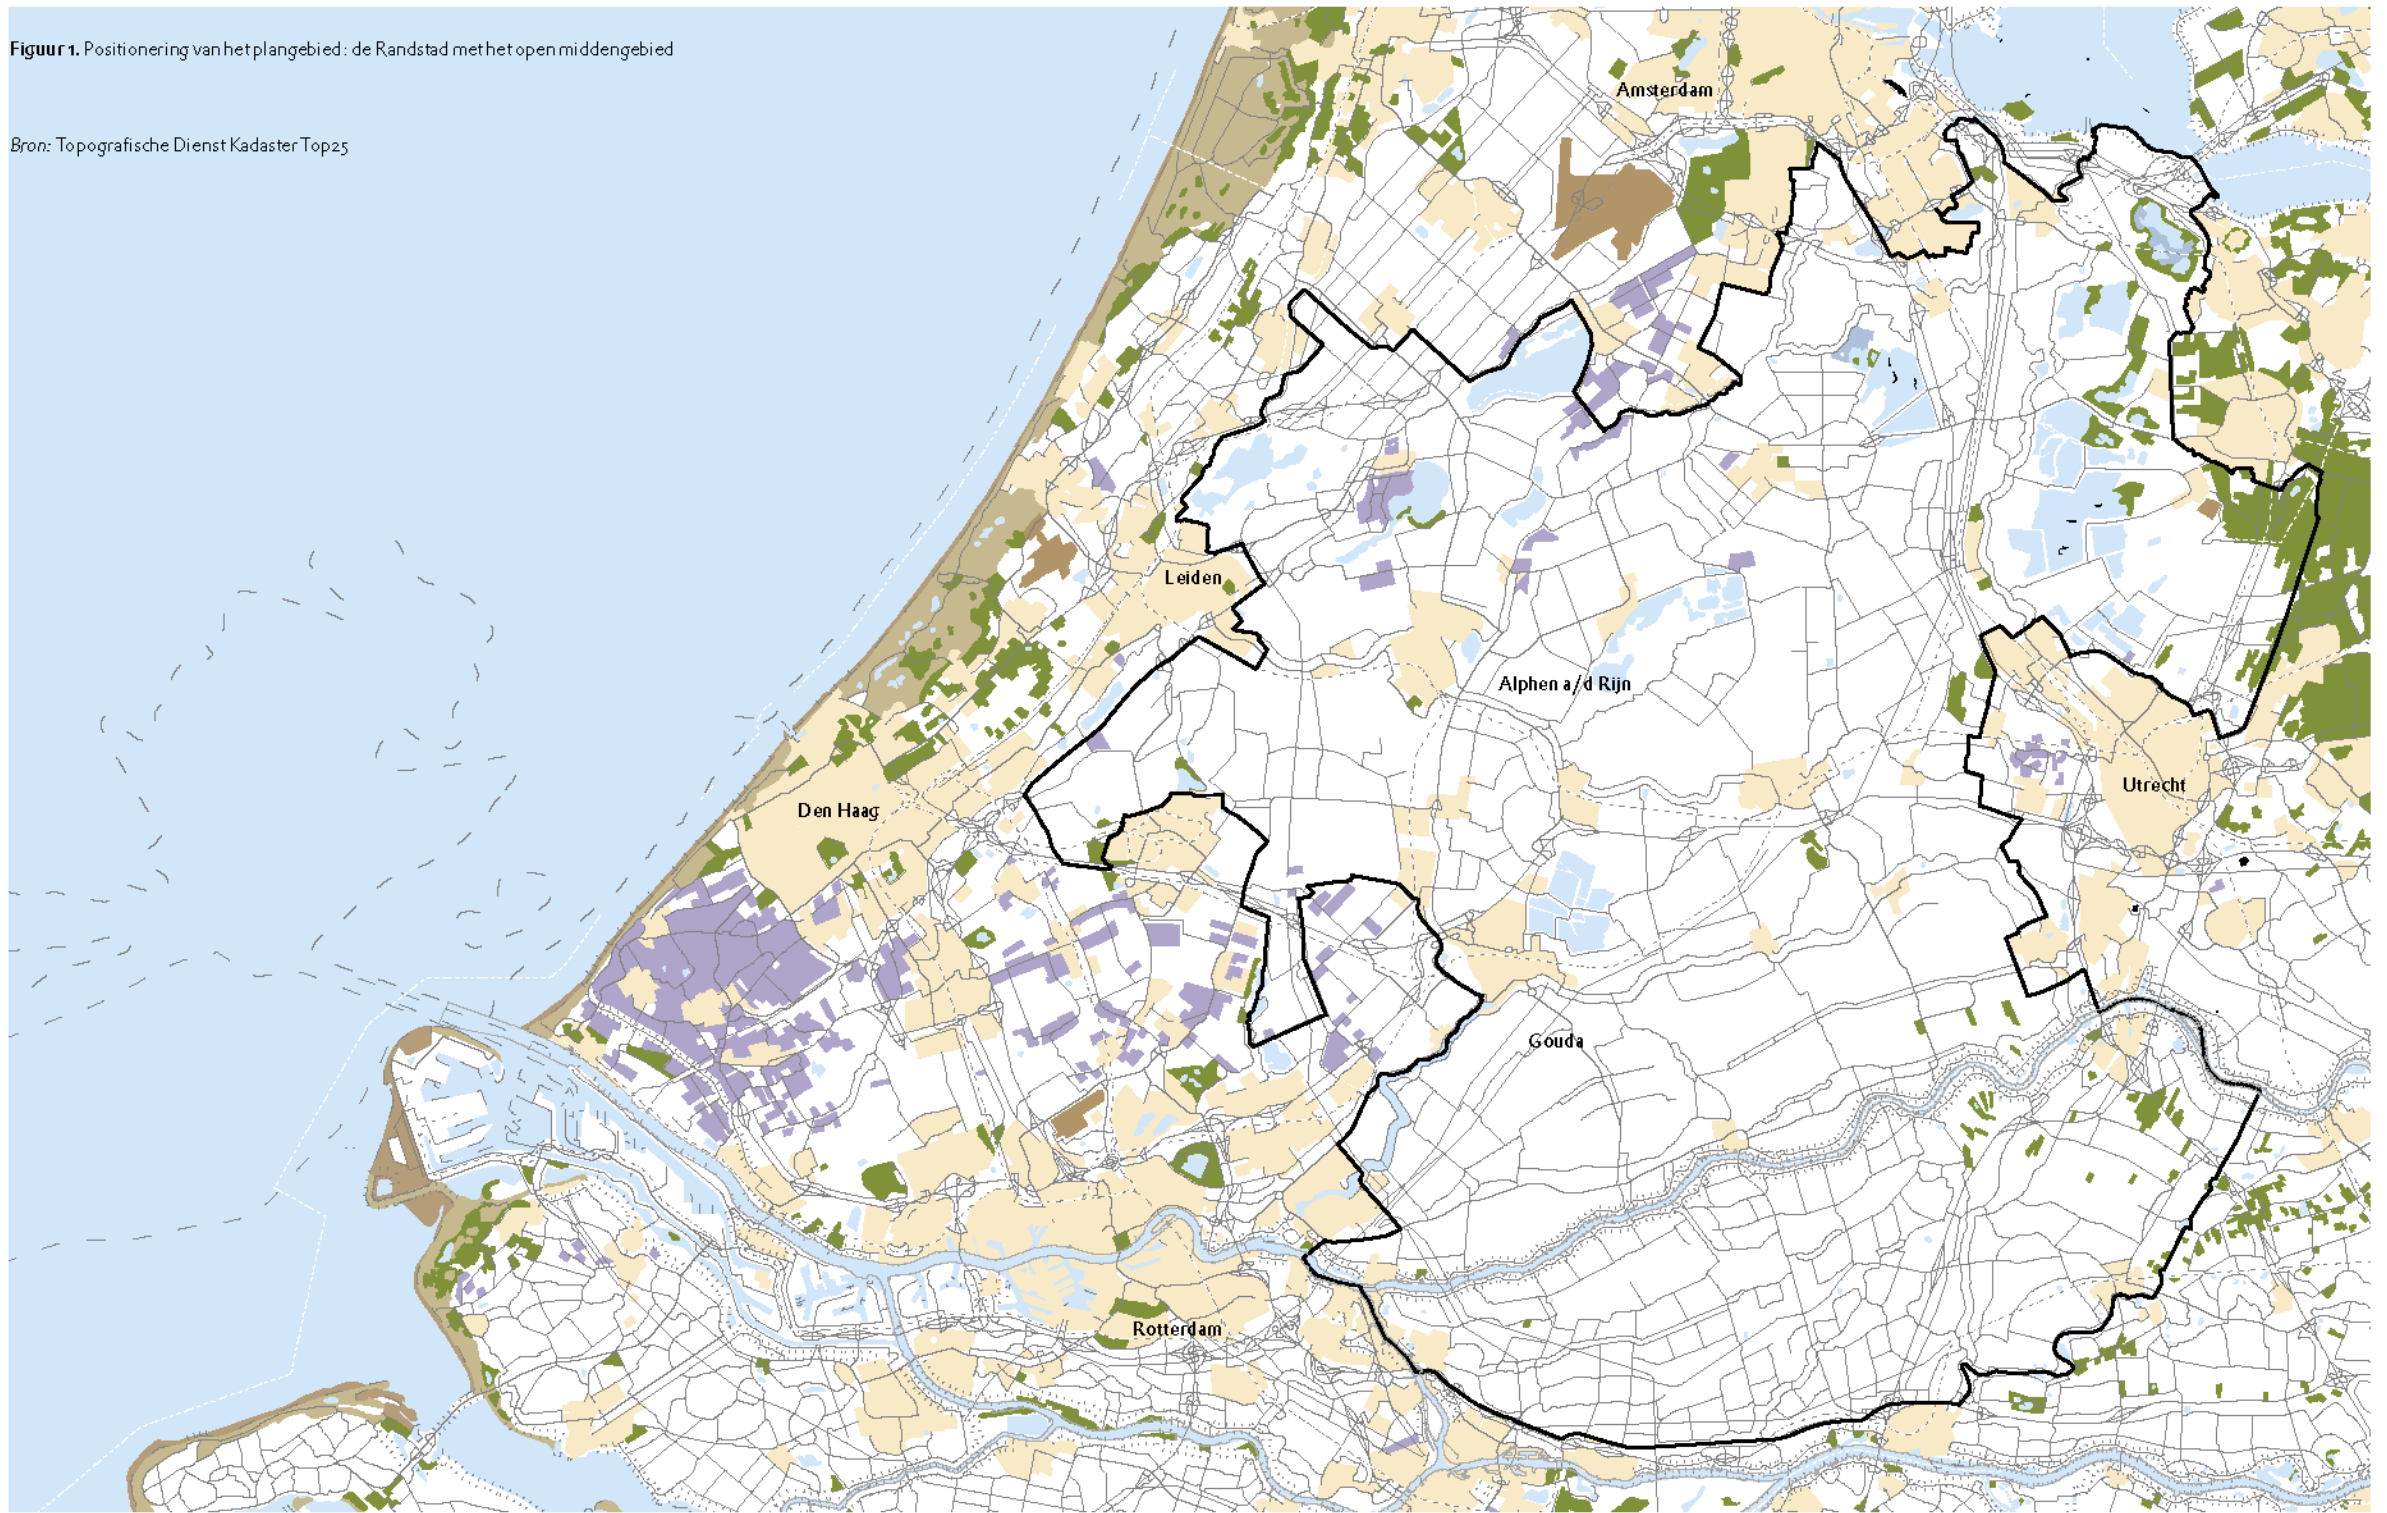 Figuur 1. Positionering van het plangebied: de Randstad met het open middengebied
Amsterdam
Bron: Topografische Dienst Kadaster Top25
Leiden
Alphen a/d Rijn
Utrecht
Den Haag
Gouda
Rotterdam